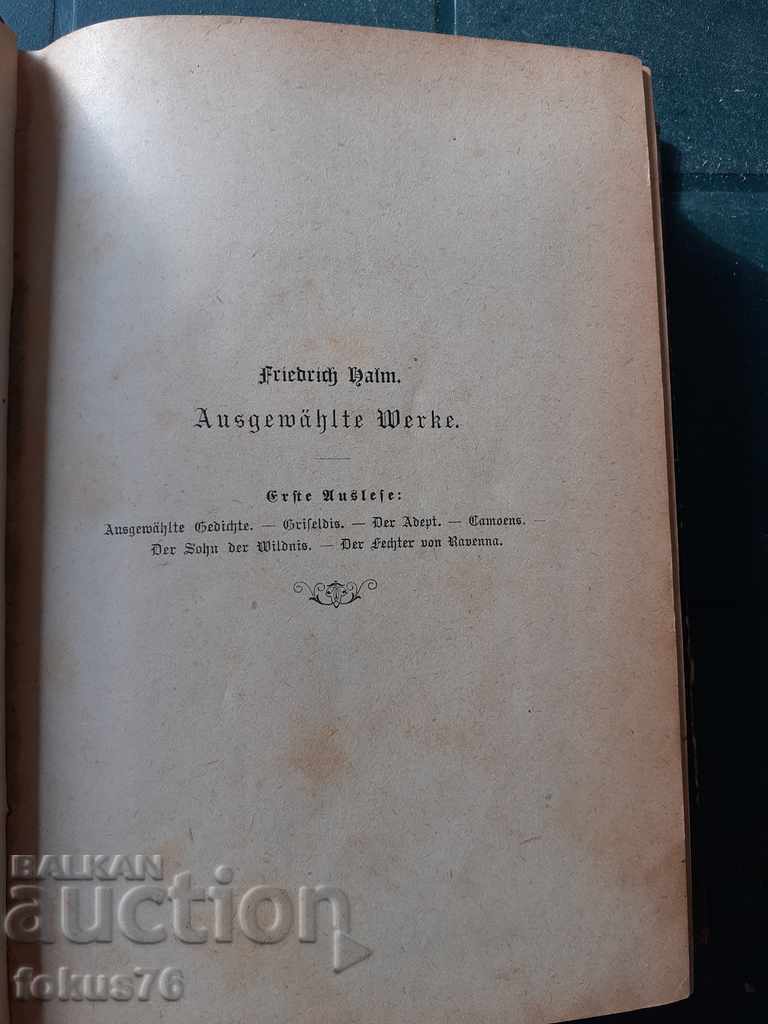 Friedrich Halm.
Ausgewählte Werke.
Erste Auslese:
Ausgewählte Gedichte. — Griseldis. — Der Adept. — Camoens. —
Der Sohn der Wildnis. — Der Fechter von Ravenna.
BALKAN
auction
fokus76